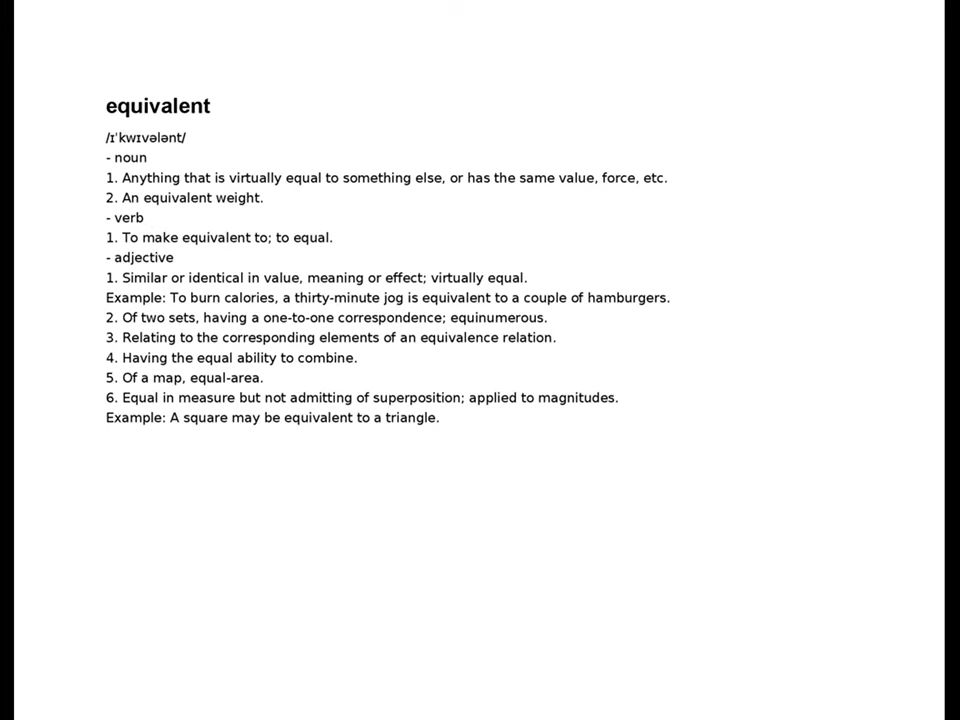 equivalent
/ɪˈkwɪvələnt/
- noun
1. Anything that is virtually equal to something else, or has the same value, force, etc.
2. An equivalent weight.
- verb
1. To make equivalent to; to equal.
- adjective
1. Similar or identical in value, meaning or effect; virtually equal.
Example: To burn calories, a thirty-minute jog is equivalent to a couple of hamburgers.
2. Of two sets, having a one-to-one correspondence; equinumerous.
3. Relating to the corresponding elements of an equivalence relation.
4. Having the equal ability to combine.
5. Of a map, equal-area.
6. Equal in measure but not admitting of superposition; applied to magnitudes.
Example: A square may be equivalent to a triangle.